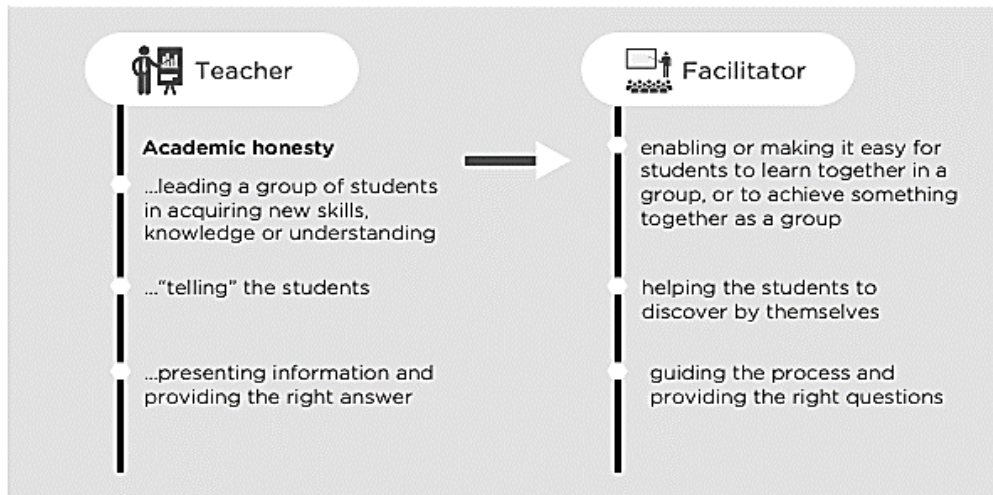 Teacher
Academic honesty
...leading a group of students
in acquiring new skills,
knowledge or understanding
..."telling" the students
...presenting information and
providing the right answer
Facilitator
enabling or making it easy for
students to learn together in a
group, or to achieve something
together as a group
helping the students to
discover by themselves
guiding the process and
providing the right questions